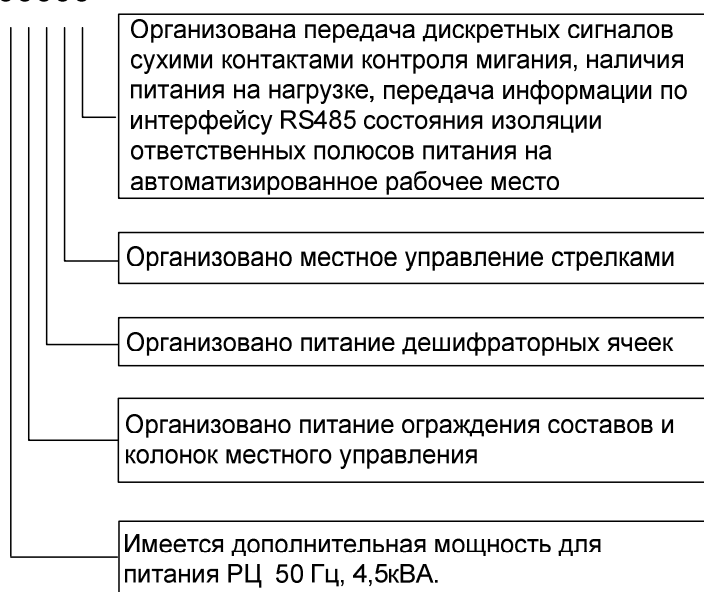 Организована передача дискретных сигналов
сухими контактами контроля мигания, наличия
питания на нагрузке, передача информации по
интерфейсу RS485 состояния изоляции
ответственных полюсов питания на
автоматизированное рабочее место
Организовано местное управление стрелками
Организовано питание дешифраторных ячеек
Организовано питание ограждения составов и
колонок местного управления
Имеется дополнительная мощность для
питания РЦ 50 Гц, 4,5кВА.